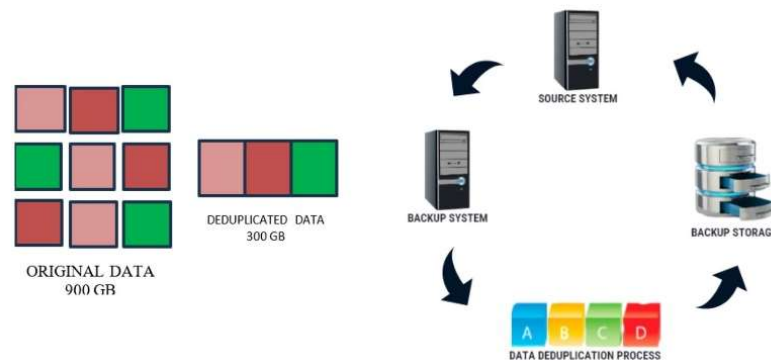 ORIGINAL DATA
900 GB
DEDUPLICATED DATA
300 GB
SOURCE SYSTEM
BACKUP SYSTEM
BACKUP STORAG
A B C D
DATA DEDUPLICATION PROCESS